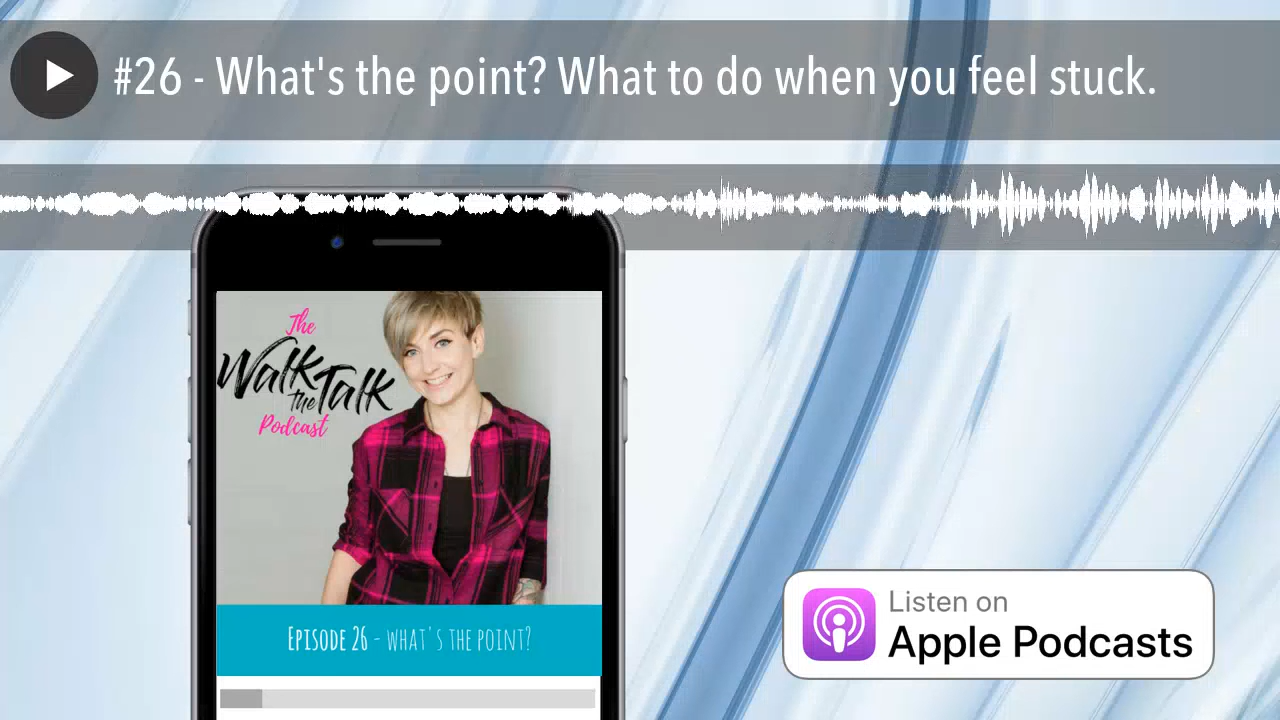 #26 - What's the point? What to do when you feel stuck.
The
Walk
the Talk
Podcast
Episode 26 - what's the point?
Listen on
Apple Podcasts